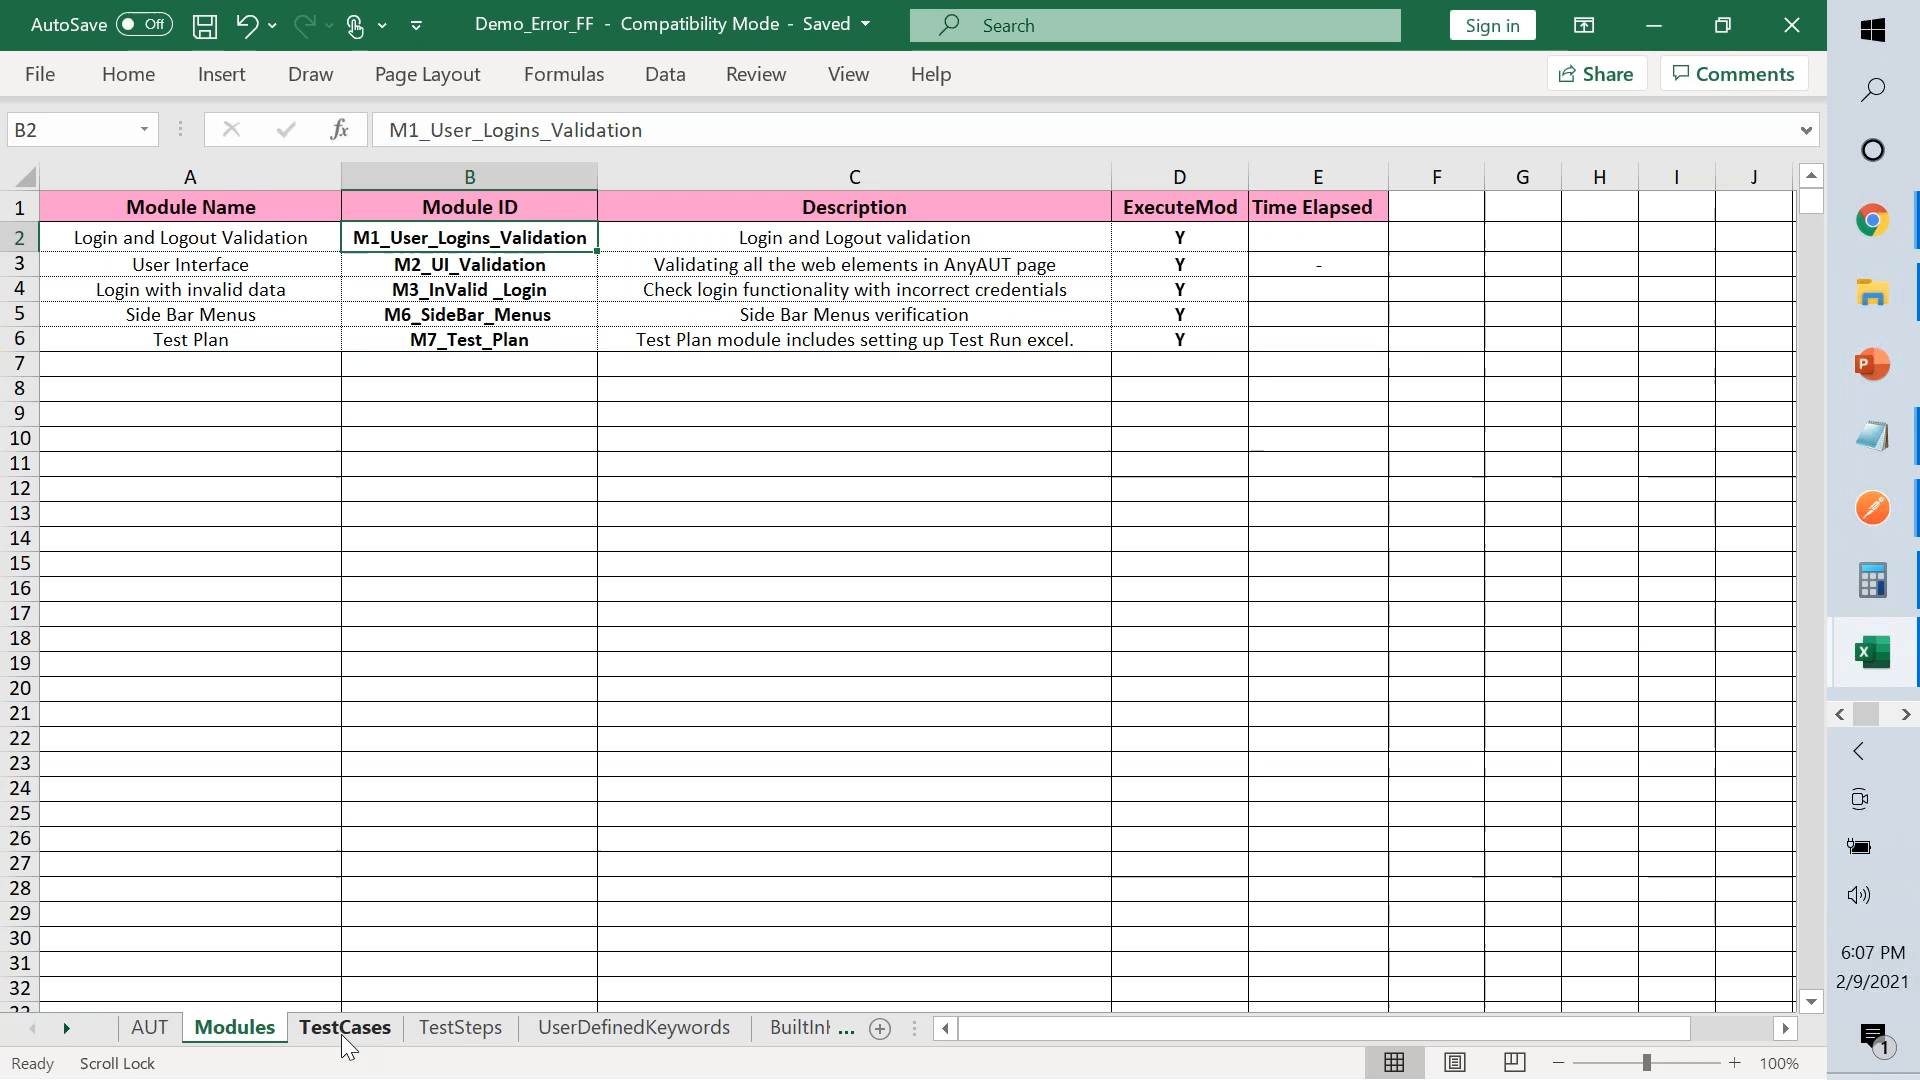 AutoSave Off Demo_Error_FF - Compatibility Mode - Saved Search Sign in
File Home Insert Draw Page Layout Formulas Data Review View Help Share Comments
B2 fx M1_User_Logins_Validation
A B C D E F G H I J
1 Module Name Module ID Description ExecuteMod Time Elapsed
2 Login and Logout Validation M1_User_Logins_Validation Login and Logout validation Y
3 User Interface M2_UI_Validation Validating all the web elements in AnyAUT page Y -
4 Login with invalid data M3_InValid _Login Check login functionality with incorrect credentials Y
5 Side Bar Menus M6_SideBar_Menus Side Bar Menus verification Y
6 Test Plan M7_Test_Plan Test Plan module includes setting up Test Run excel. Y
7
8
9
10
11
12
13
14
15
16
17
18
19
20
21
22
23
24
25
26
27
28
29
30
31
32
AUT Modules TestCases TestSteps UserDefinedKeywords ...
Ready Scroll Lock 100%
6:07 PM
2/9/2021
1